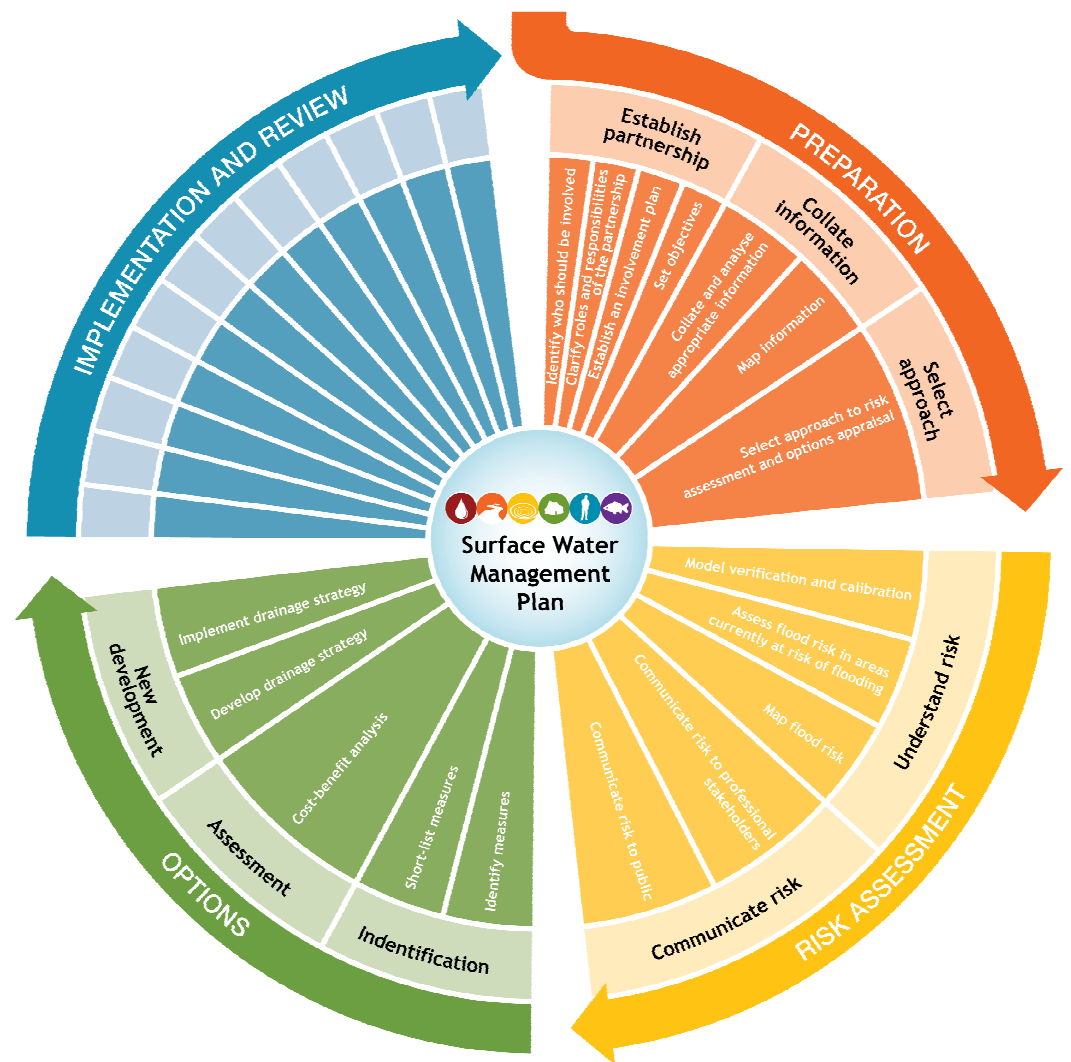 PREPARATION
Establish
partnership
Identify who should be involved
Clarify roles and responsibilities
of the partnership
Establish an involvement plan
Set objectives
Collate
information
Collate and analyse
appropriate information
Map information
Select
approach
Select approach to risk
assessment and options appraisal
RISK ASSESSMENT
Understand risk
Model verification and calibration
Assess flood risk in areas
currently at risk of flooding
Map flood risk
Communicate risk
Communicate risk to professional
stakeholders
Communicate risk to public
OPTIONS
Indentification
Identify measures
Short-list measures
Assessment
Cost-benefit analysis
New
development
Develop drainage strategy
Implement drainage strategy
IMPLEMENTATION AND REVIEW
Surface Water
Management
Plan